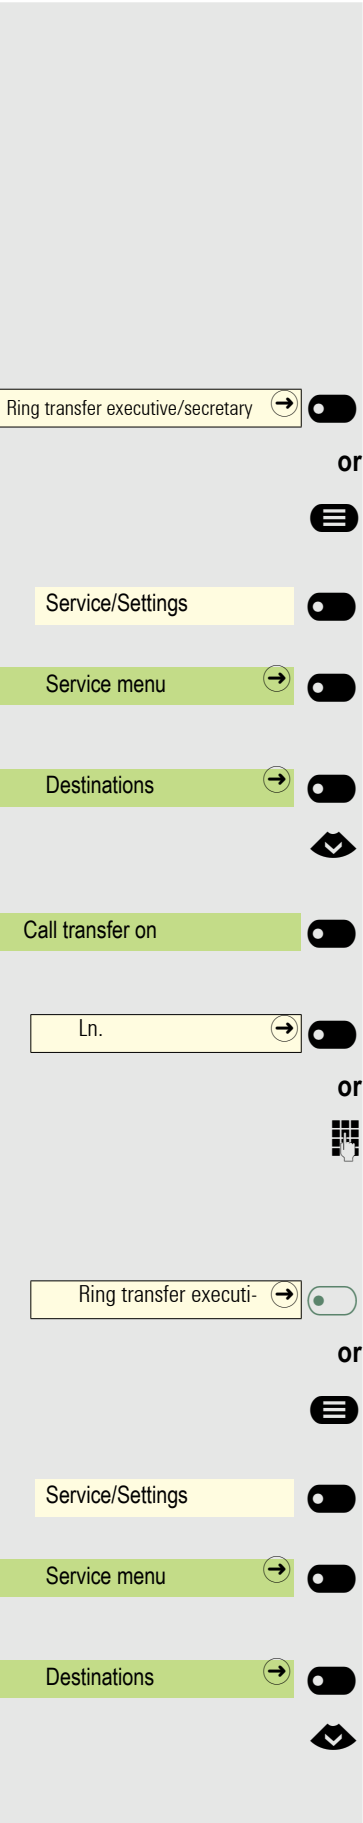 Ring transfer executive/secretary
or
Service/Settings
Service menu
Destinations
Call transfer on
Ln.
or
Ring transfer executi-
or
Service/Settings
Service menu
Destinations